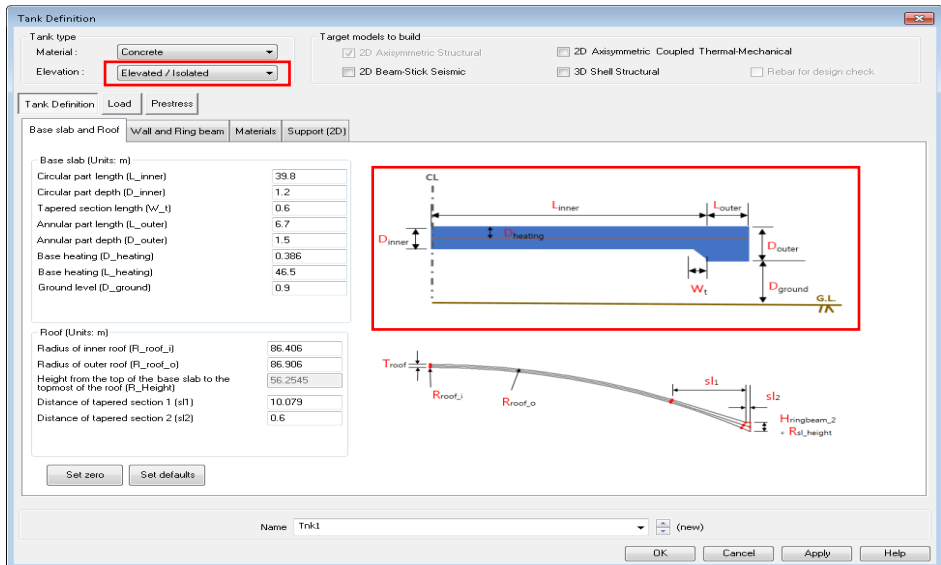 Tank Definition
Tank type
Target models to build
Material : Concrete
2D Axisymmetric Structural
2D Axisymmetric Coupled Thermal-Mechanical
Elevation : Elevated / Isolated
2D Beam-Stick Seismic
3D Shell Structural
Rebar for design check
Tank Definition Load Prestress
Base slab and Roof Wall and Ring beam Materials Support (2D)
Base slab (Units: m)
Circular part length (L_inner) 39.8
Circular part depth (D_inner) 1.2
Tapered section length (W_t) 0.6
Annular part length (L_outer) 6.7
Annular part depth (D_outer) 1.5
Base heating (D_heating) 0.386
Base heating (L_heating) 46.5
Ground level (D_ground) 0.9
CL
Linner
Louter
Dinner
Dheating
Douter
Wt
Dground
G.L.
Roof (Units: m)
Radius of inner roof (R_roof_i) 86.406
Radius of outer roof (R_roof_o) 86.906
Height from the top of the base slab to the
topmost of the roof (R_Height) 56.2545
Distance of tapered section 1 (sl1) 10.079
Distance of tapered section 2 (sl2) 0.6
Troof
Rroof_i
Rroof_o
sl1
sl2
Hringbeam_2
+ Rsl_height
Set zero Set defaults
Name Tnk1 (new)
OK Cancel Apply Help